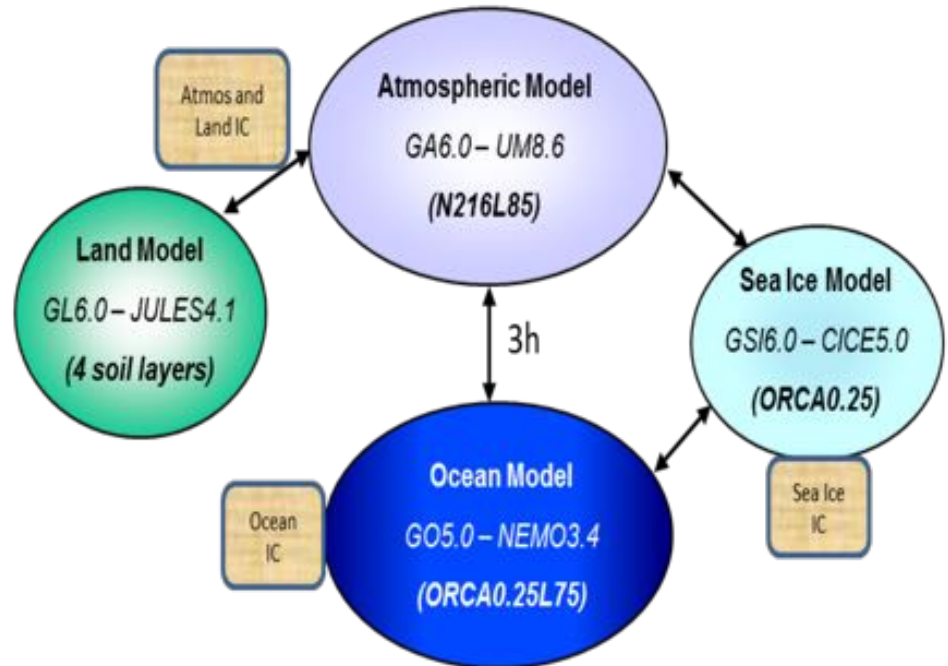 Atmos and
Land IC
Atmospheric Model
GA6.0 – UM8.6
(N216L85)
Land Model
GL6.0 – JULES4.1
(4 soil layers)
Sea Ice Model
GSI6.0 – CICE5.0
(ORCA0.25)
3h
Ocean
IC
Ocean Model
GO5.0 – NEMO3.4
(ORCA0.25L75)
Sea Ice
IC